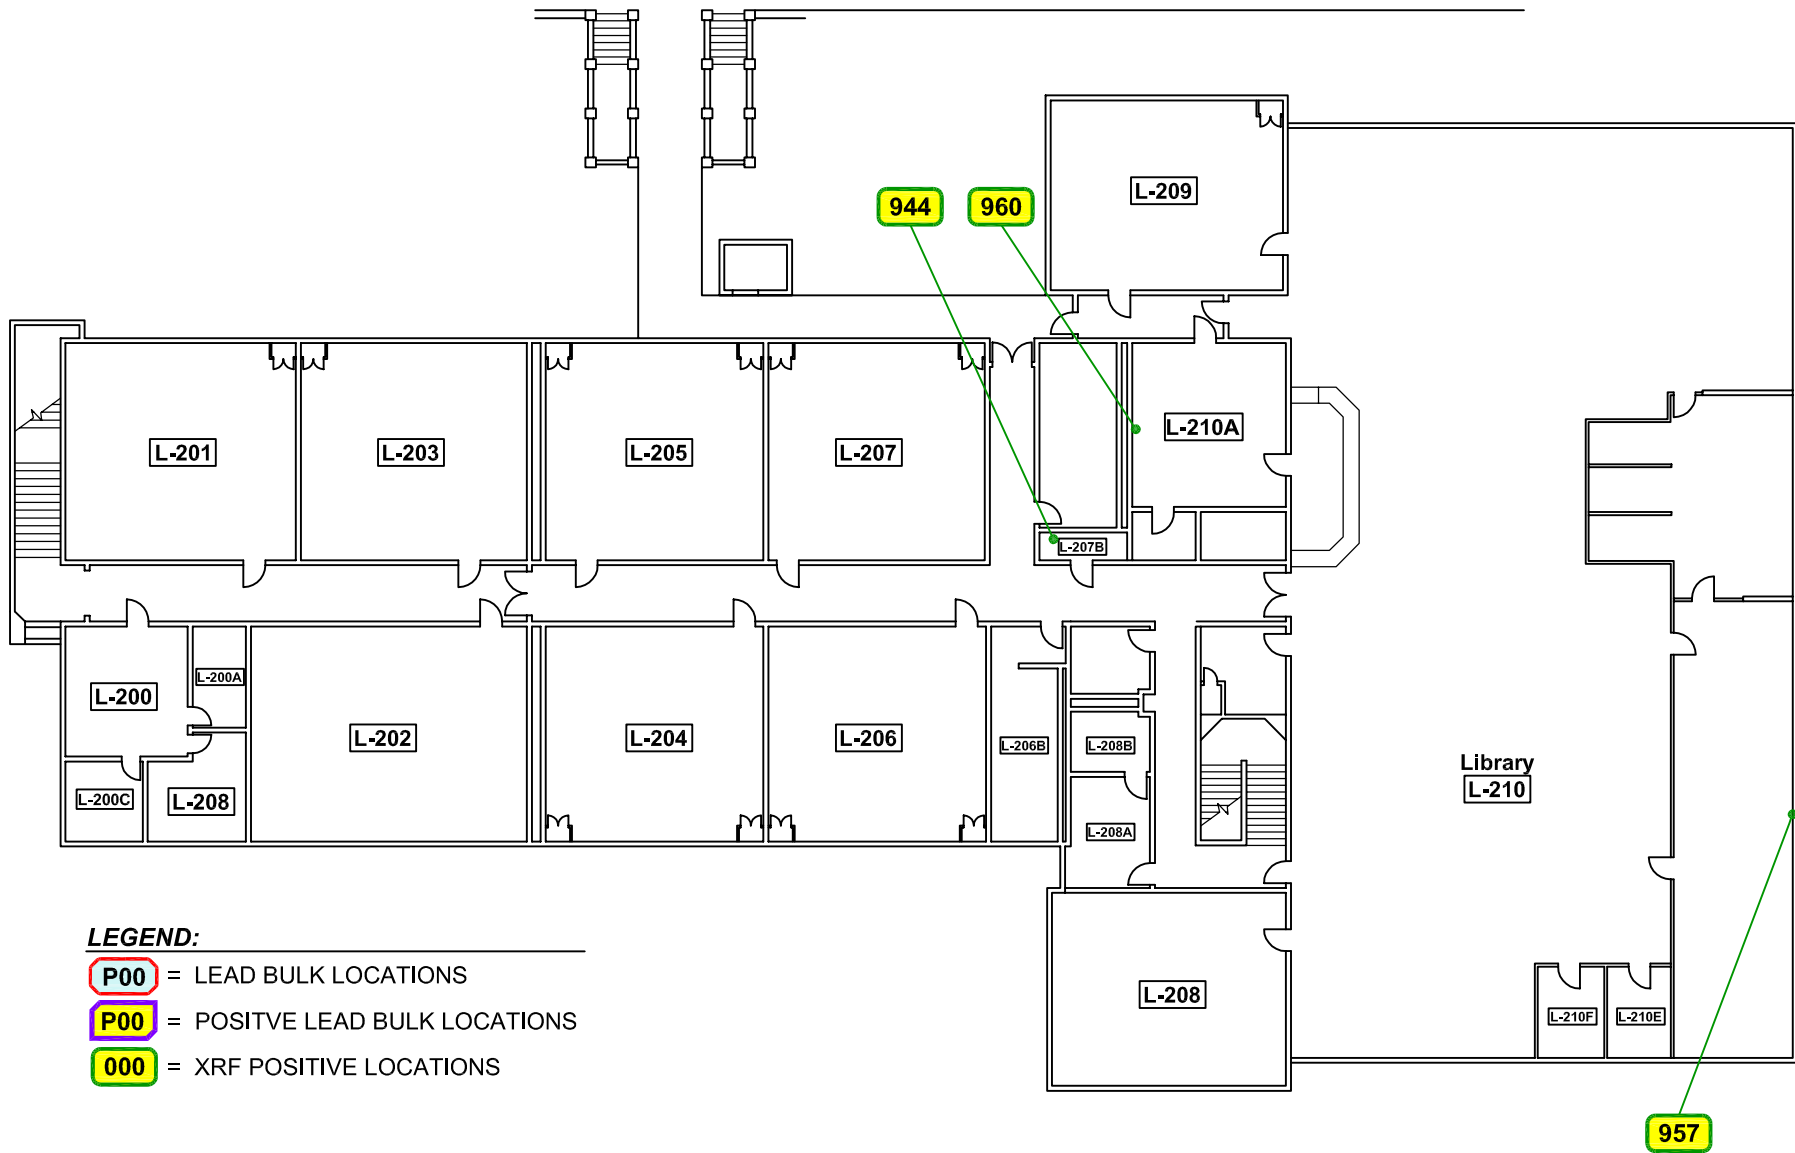 L-209
944
960
L-201
L-203
L-205
L-207
L-210A
L-207B
L-200A
L-200
L-202
L-204
L-206
L-206B
L-208B
L-200C
L-208
L-208A
Library
L-210
LEGEND:
P00 = LEAD BULK LOCATIONS
P00 = POSITVE LEAD BULK LOCATIONS
000 = XRF POSITIVE LOCATIONS
L-208
L-210F
L-210E
957